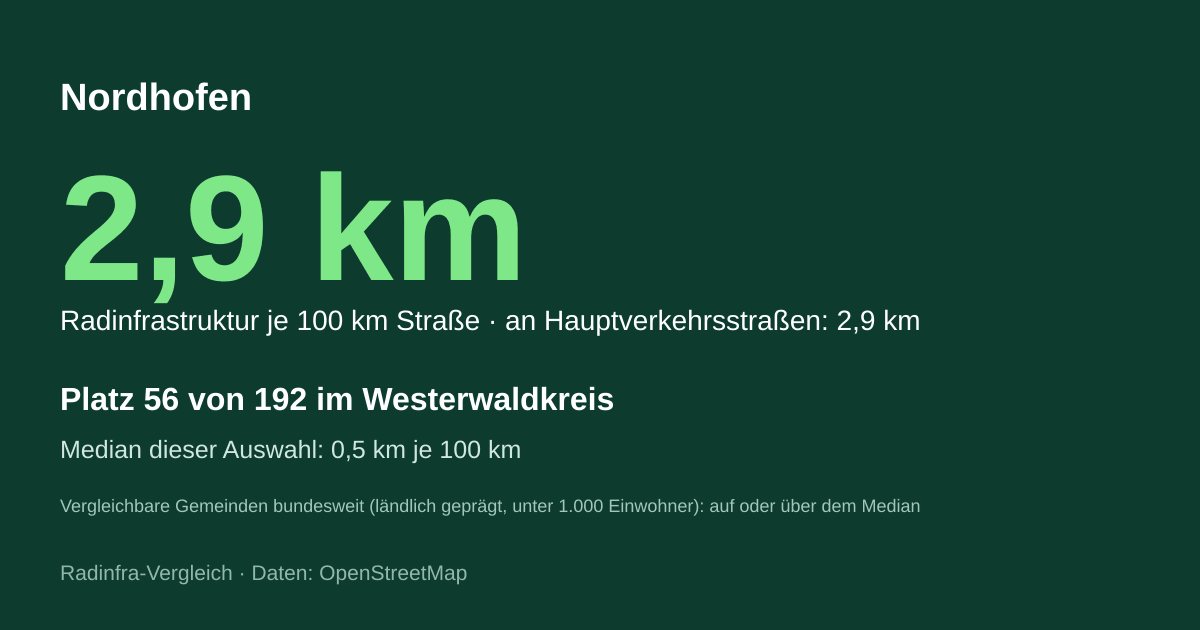 Nordhofen
2,9 km
Radinfrastruktur je 100 km Straße · an Hauptverkehrsstraßen: 2,9 km
Platz 56 von 192 im Westerwaldkreis
Median dieser Auswahl: 0,5 km je 100 km
Vergleichbare Gemeinden bundesweit (ländlich geprägt, unter 1.000 Einwohner): auf oder über dem Median
Radinfra-Vergleich · Daten: OpenStreetMap